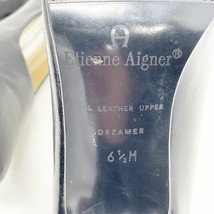 Etienne Aigner®
LEATHER UPPER
DREAMER
6½M